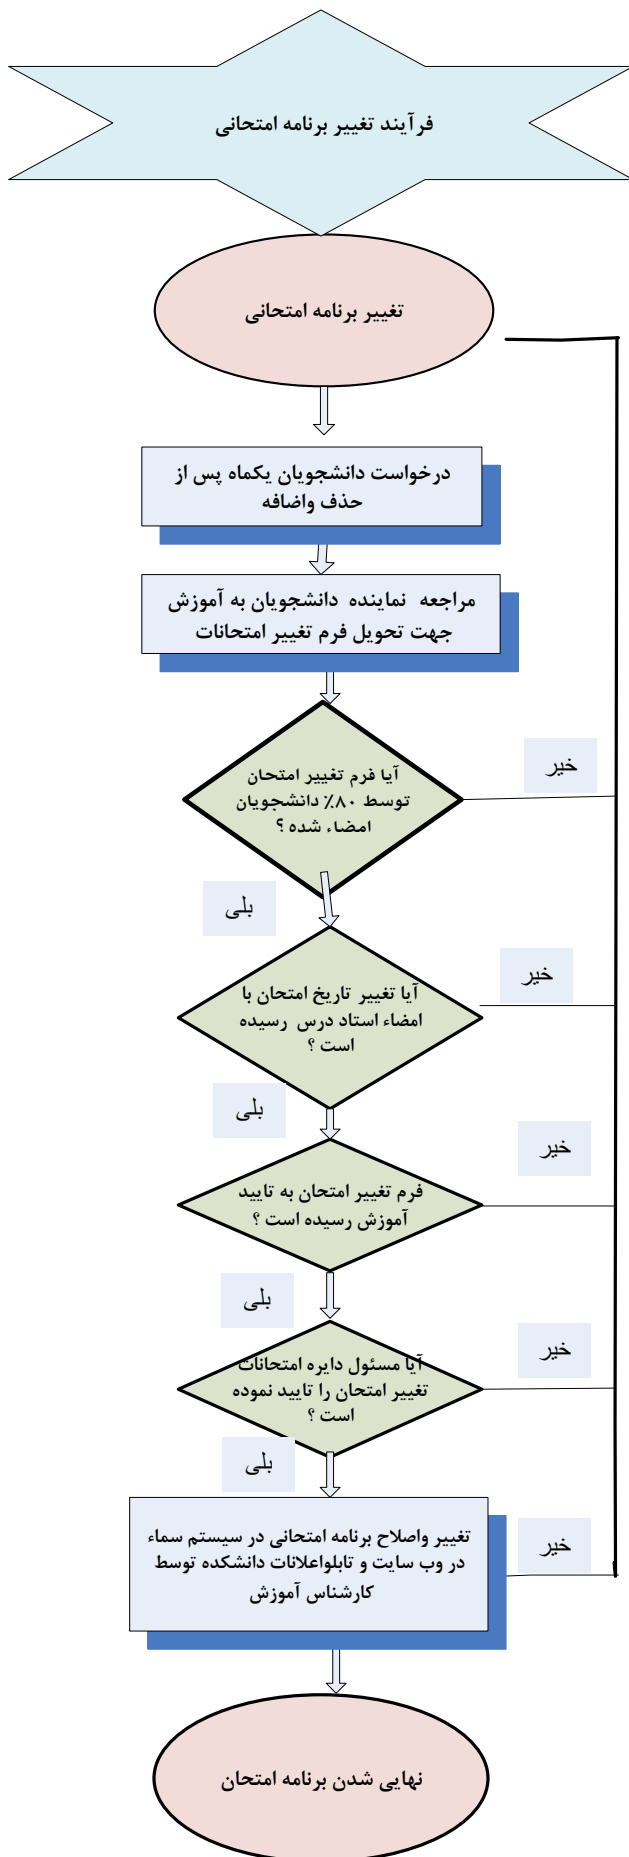 فرآیند تغییر برنامه امتحانی
تغییر برنامه امتحانی
درخواست دانشجویان یکماه پس از
حذف واضافه
مراجعه نماینده دانشجویان به آموزش
جهت تحویل فرم تغییر امتحانات
آیا فرم تغییر امتحان
توسط ۸۰٪ دانشجویان
امضاء شده ؟
خیر
بلی
آیا تغییر تاریخ امتحان با
امضاء استاد درس رسیده
است ؟
خیر
بلی
فرم تغییر امتحان به تایید
آموزش رسیده است ؟
خیر
بلی
آیا مسئول دایره امتحانات
تغییر امتحان را تایید نموده
است ؟
خیر
بلی
تغییر واصلاح برنامه امتحانی در سیستم سماء
در وب سایت و تابلواعلانات دانشکده توسط
کارشناس آموزش
خیر
نهایی شدن برنامه امتحان